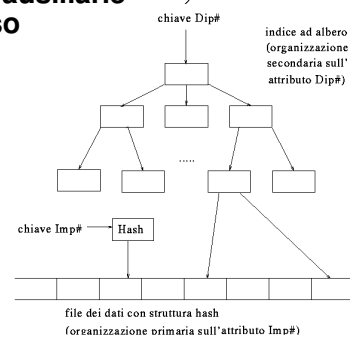 so
chiave Dip#
indice ad albero
(organizzazione
secondaria sull'
attributo Dip#)
.....
chiave Imp#
Hash
file dei dati con struttura hash
(organizzazione primaria sull'attributo Imp#)